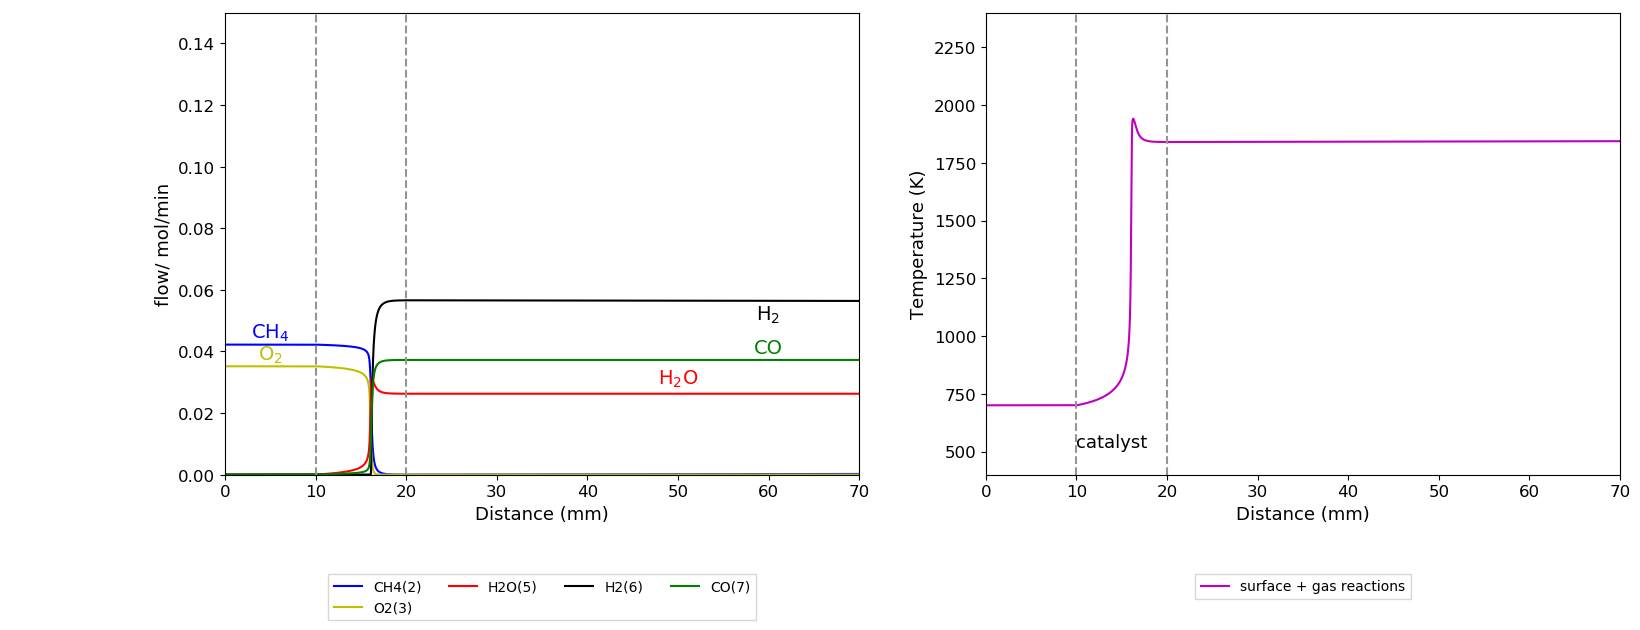 0.14
0.12
0.10
0.08
0.06
0.04
0.02
0.00
flow/ mol/min
CH4
O2
H2
CO
H2O
0 10 20 30 40 50 60 70
Distance (mm)
CH4(2) H2O(5) H2(6) CO(7)
O2(3)
2250
2000
1750
1500
1250
1000
750
500
Temperature (K)
catalyst
0 10 20 30 40 50 60 70
Distance (mm)
surface + gas reactions